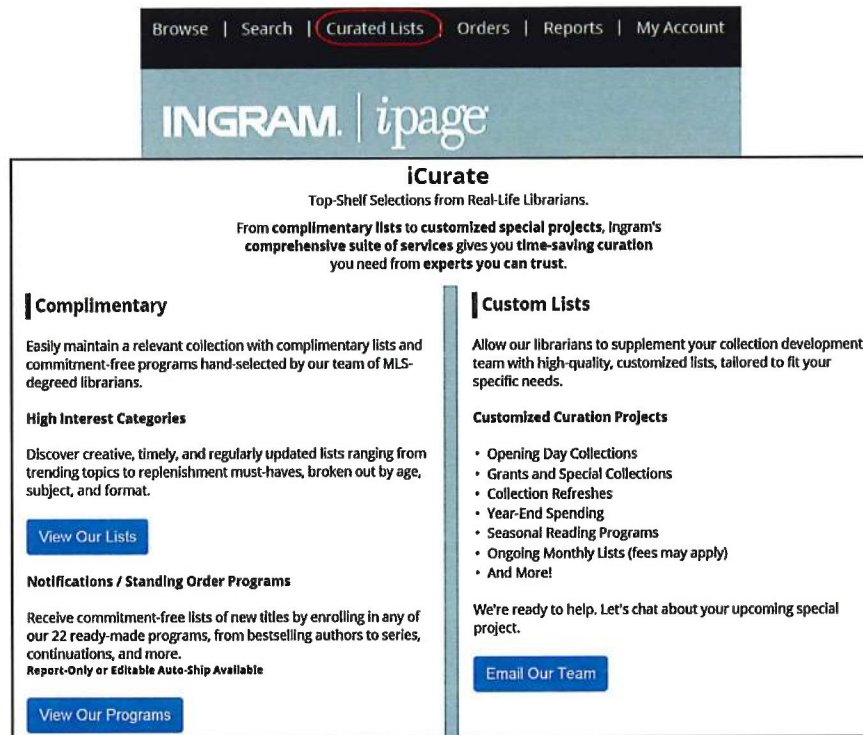 Browse | Search | Curated Lists | Orders | Reports | My Account
INGRAM. | ipage
iCurate
Top-Shelf Selections from Real-Life Librarians.
From complimentary lists to customized special projects, Ingram's
comprehensive suite of services gives you time-saving curation
you need from experts you can trust.
Complimentary
Easily maintain a relevant collection with complimentary lists and
commitment-free programs hand-selected by our team of MLS-
degreed librarians.
High Interest Categories
Discover creative, timely, and regularly updated lists ranging from
trending topics to replenishment must-haves, broken out by age,
subject, and format.
View Our Lists
Notifications / Standing Order Programs
Receive commitment-free lists of new titles by enrolling in any of
our 22 ready-made programs, from bestselling authors to series,
continuations, and more.
Report-Only or Editable Auto-Ship Available
View Our Programs
Custom Lists
Allow our librarians to supplement your collection development
team with high-quality, customized lists, tailored to fit your
specific needs.
Customized Curation Projects
• Opening Day Collections
• Grants and Special Collections
• Collection Refreshes
• Year-End Spending
• Seasonal Reading Programs
• Ongoing Monthly Lists (fees may apply)
• And More!
We're ready to help. Let's chat about your upcoming special
project.
Email Our Team